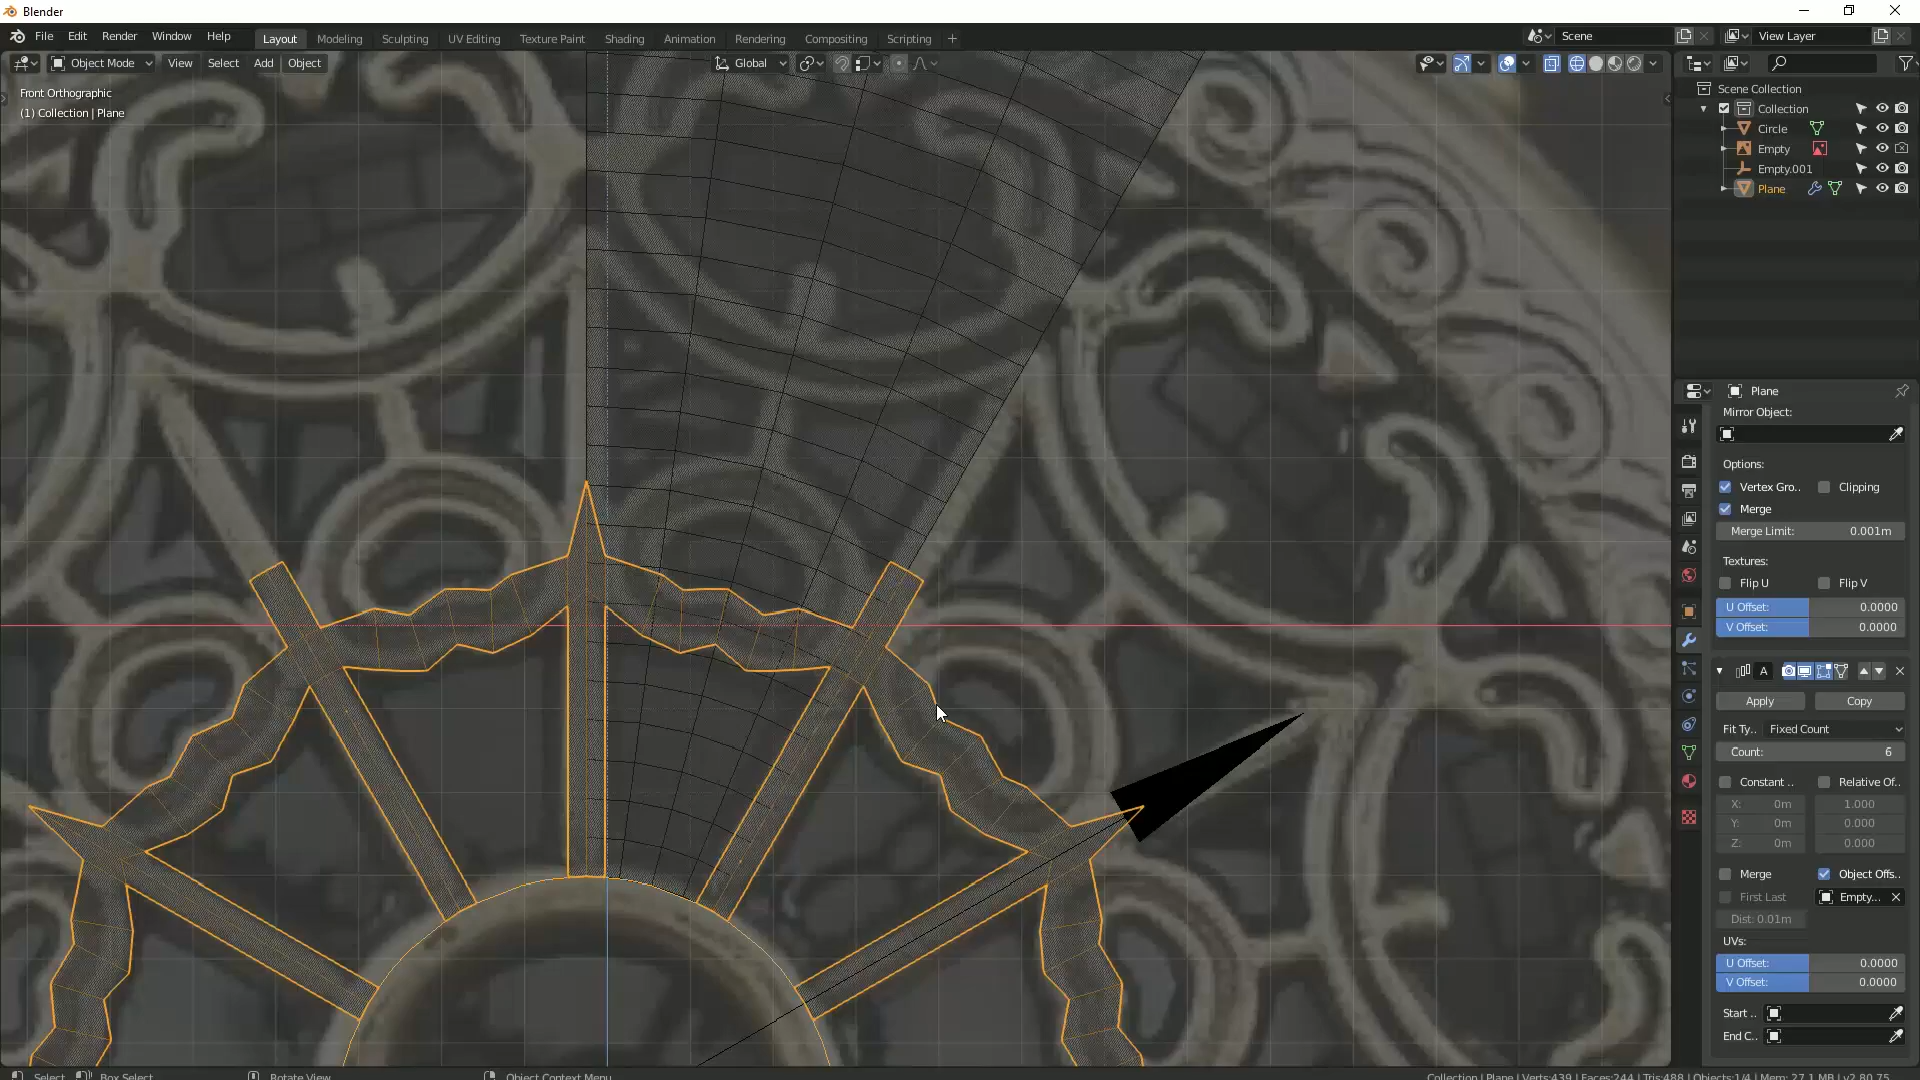 Blender
File Edit Render Window Help
Layout Modeling Sculpting UV Editing Texture Paint Shading Animation Rendering Compositing Scripting +
Scene
View Layer
Object Mode View Select Add Object
Global
Front Orthographic
(1) Collection | Plane
Scene Collection
Collection
Circle
Empty
Empty.001
Plane
Plane
Mirror Object:
Options:
Vertex Gro.. Clipping
Merge
Merge Limit: 0.001m
Textures:
Flip U Flip V
U Offset: 0.0000
V Offset: 0.0000
A
Apply Copy
Fit Ty.. Fixed Count
Count: 6
Constant .. Relative Of..
X: 0m 1.000
Y: 0m 0.000
Z: 0m 0.000
Merge Object Offs..
First Last Empty...
Dist: 0.01m
UVs:
U Offset: 0.0000
V Offset: 0.0000
Start ..
End C..
Select Box Select Rotate View Object Context Menu
Collection | Plane | Verts:439 | Faces:244 | Tris:488 | Objects:1/4 | Mem: 27.1 MB | v2.80.75